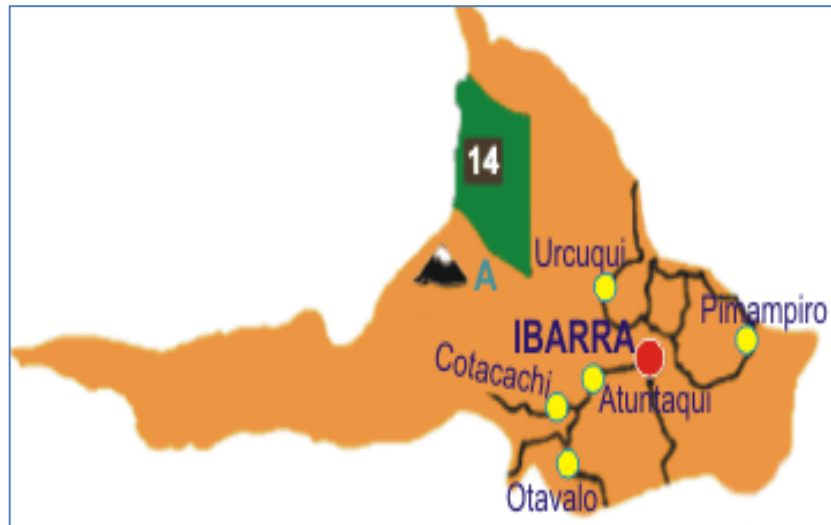 14
A
Urcuqui
Pimampiro
IBARRA
Cotacachi
Atuntaqui
Otavalo